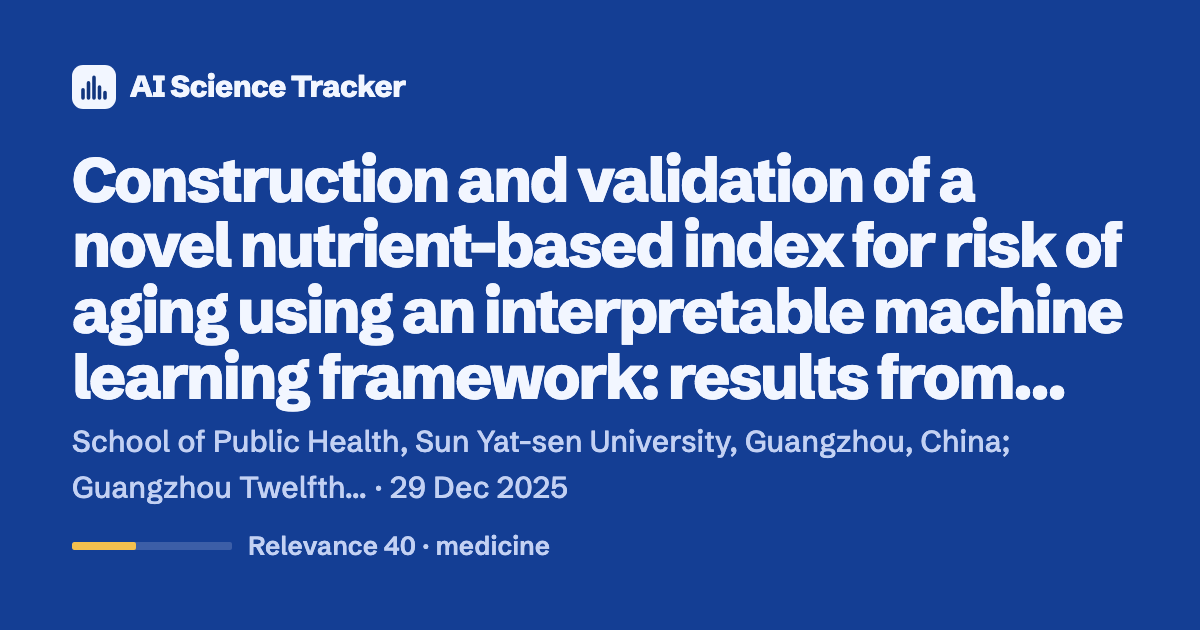 AI Science Tracker
Construction and validation of a
novel nutrient-based index for risk of
aging using an interpretable machine
learning framework: results from...
School of Public Health, Sun Yat-sen University, Guangzhou, China;
Guangzhou Twelfth... · 29 Dec 2025
Relevance 40 · medicine